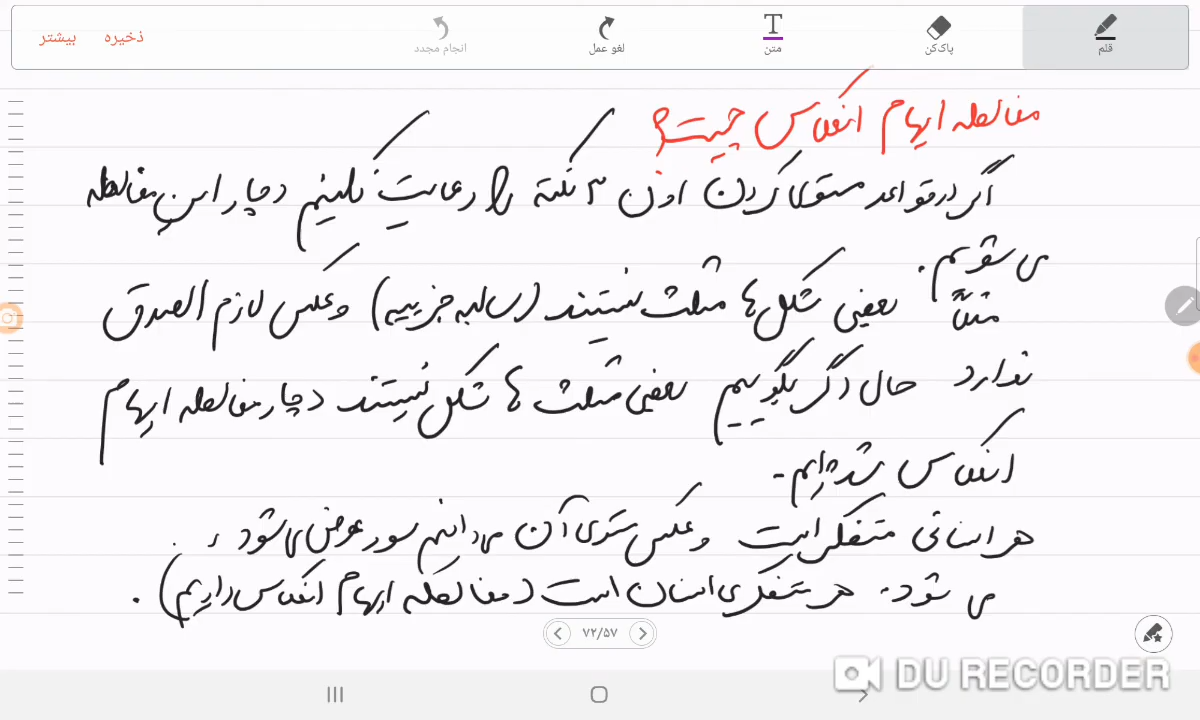 ذخیره بیشتر
انجام مجدد
لغو عمل
متن
پاک‌کن
قلم
مغالطه ایهام انعکاس چیست؟
اگر در قواعد مستوی کردن اون ۳ نکته را رعایت نکنیم دچار این مغالطه
می شویم.
مثلاً بعضی شکل ها مثلث نیستند (سالبه جزییه) و عکس لازم الصدق
ندارد حال اگر بگوییم بعضی مثلث ها شکل نیستند دچار مغالطه ایهام
انعکاس شده‌ایم.
هر انسانی متفکر است و عکس مستوی آن می دانیم سور عوض می شود،
می شود: هر متفکری انسان است (مغالطه ایهام انعکاس داریم).
۷۲/۵۷
DU RECORDER